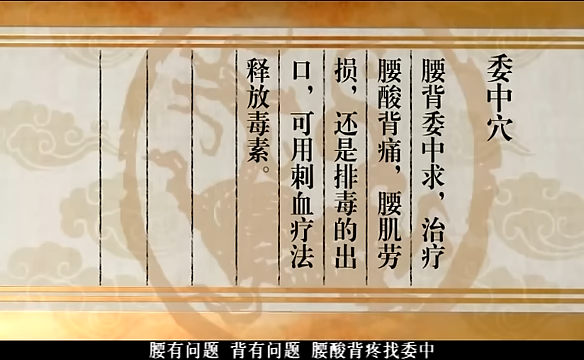 委中穴
腰背委中求，治疗
腰酸背痛，腰肌劳
损，还是排毒的出
口，可用刺血疗法
释放毒素。
腰有问题 背有问题 腰酸背疼找委中